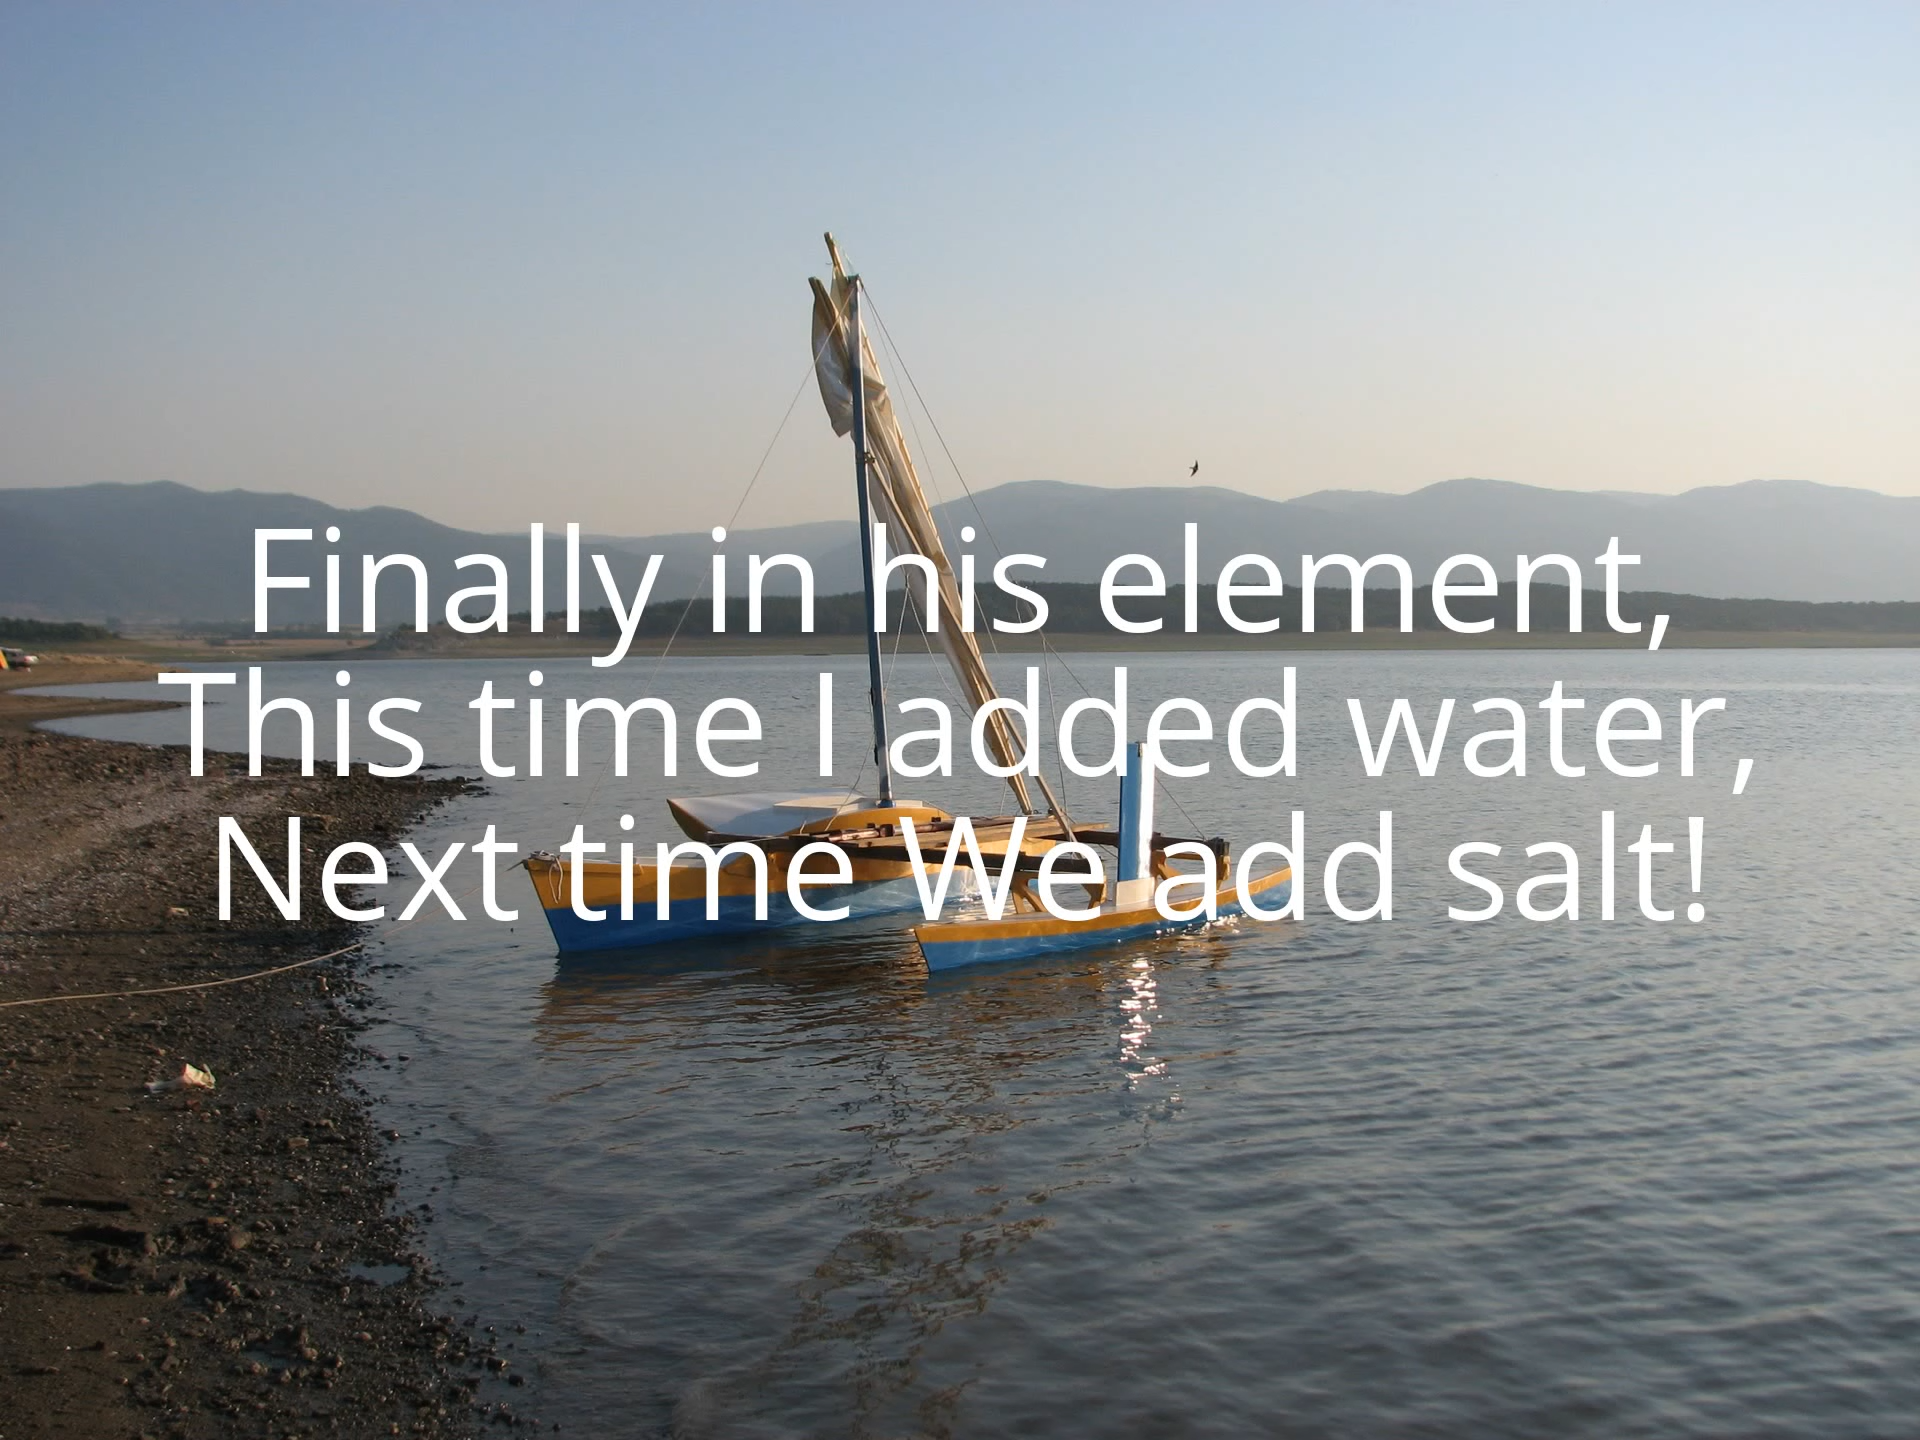 Finally in his element,
This time I added water,
Next time We add salt!